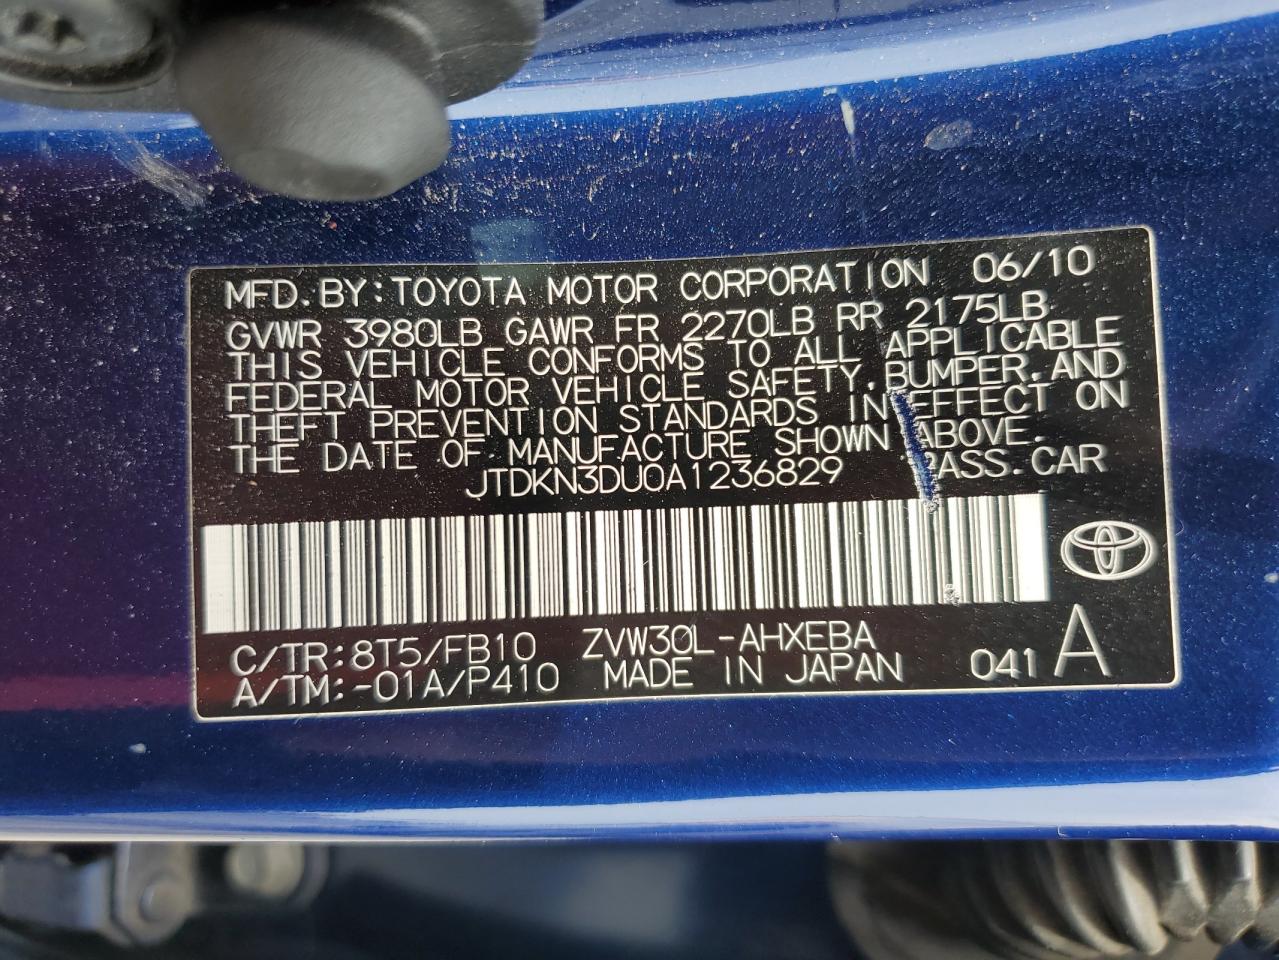 MFD.BY:TOYOTA MOTOR CORPORATION 06/10
GVWR 3980LB GAWR FR 2270LB RR 2175LB
THIS VEHICLE CONFORMS TO ALL APPLICABLE
FEDERAL MOTOR VEHICLE SAFETY,BUMPER,AND
THEFT PREVENTION STANDARDS IN EFFECT ON
THE DATE OF MANUFACTURE SHOWN ABOVE.
JTDKN3DU0A1236829 PASS.CAR
C/TR:8T5/FB10 ZVW30L-AHXEBA
A/TM:-01A/P410 MADE IN JAPAN 041 A